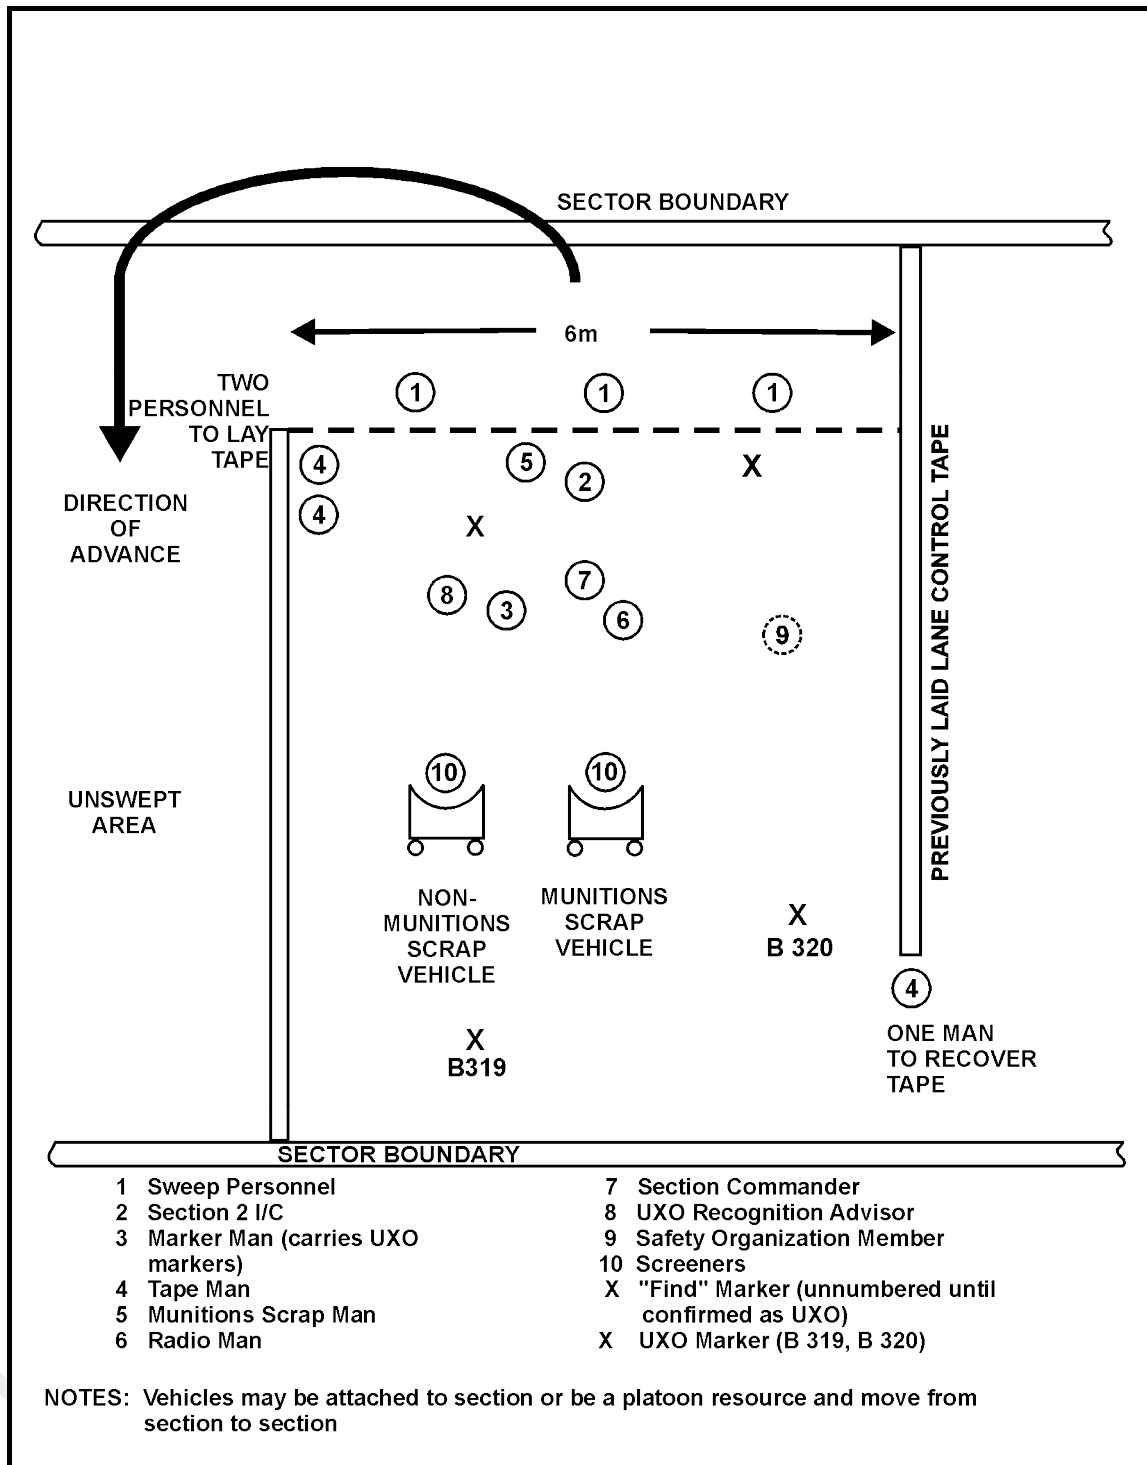 SECTOR BOUNDARY
6m
TWO
PERSONNEL
TO LAY
TAPE
1
1
1
4
5
2
X
4
X
DIRECTION
OF
ADVANCE
PREVIOUSLY LAID LANE CONTROL TAPE
8
3
7
6
9
10
10
UNSWEPT
AREA
NON-
MUNITIONS
SCRAP
VEHICLE
MUNITIONS
SCRAP
VEHICLE
X
B 320
4
ONE MAN
TO RECOVER
TAPE
X
B319
SECTOR BOUNDARY
1 Sweep Personnel
2 Section 2 I/C
3 Marker Man (carries UXO
markers)
4 Tape Man
5 Munitions Scrap Man
6 Radio Man
7 Section Commander
8 UXO Recognition Advisor
9 Safety Organization Member
10 Screeners
X "Find" Marker (unnumbered until
confirmed as UXO)
X UXO Marker (B 319, B 320)
NOTES: Vehicles may be attached to section or be a platoon resource and move from
section to section